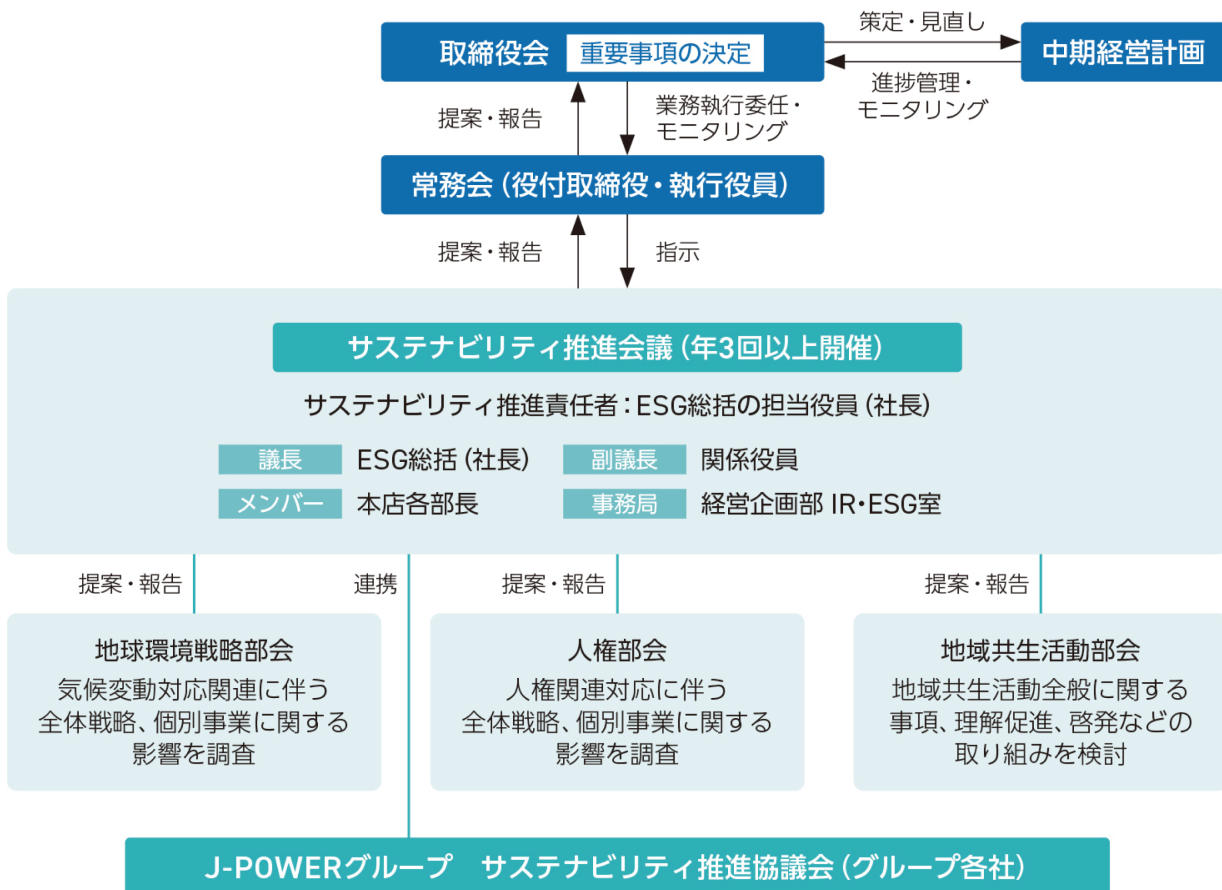 取締役会 重要事項の決定
策定・見直し
中期経営計画
進捗管理・
モニタリング
提案・報告
業務執行委任・
モニタリング
常務会（役付取締役・執行役員）
提案・報告
指示
サステナビリティ推進会議（年3回以上開催）
サステナビリティ推進責任者：ESG総括の担当役員（社長）
議長 ESG総括（社長）
副議長 関係役員
メンバー 本店各部長
事務局 経営企画部 IR・ESG室
提案・報告
連携
提案・報告
提案・報告
地球環境戦略部会
気候変動対応関連に伴う
全体戦略、個別事業に関する
影響を調査
人権部会
人権関連対応に伴う
全体戦略、個別事業に関する
影響を調査
地域共生活動部会
地域共生活動全般に関する
事項、理解促進、啓発などの
取り組みを検討
J-POWERグループ　サステナビリティ推進協議会（グループ各社）